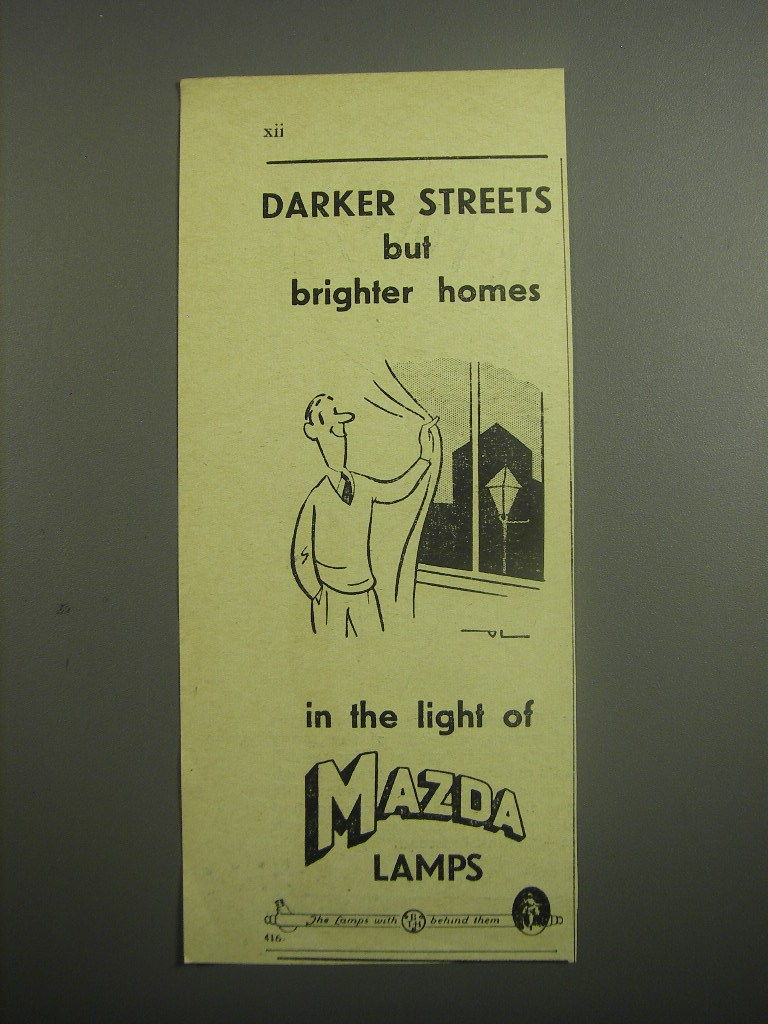 xii
DARKER STREETS
but
brighter homes
in the light of
MAZDA
LAMPS
The lamps with BTH behind them
416